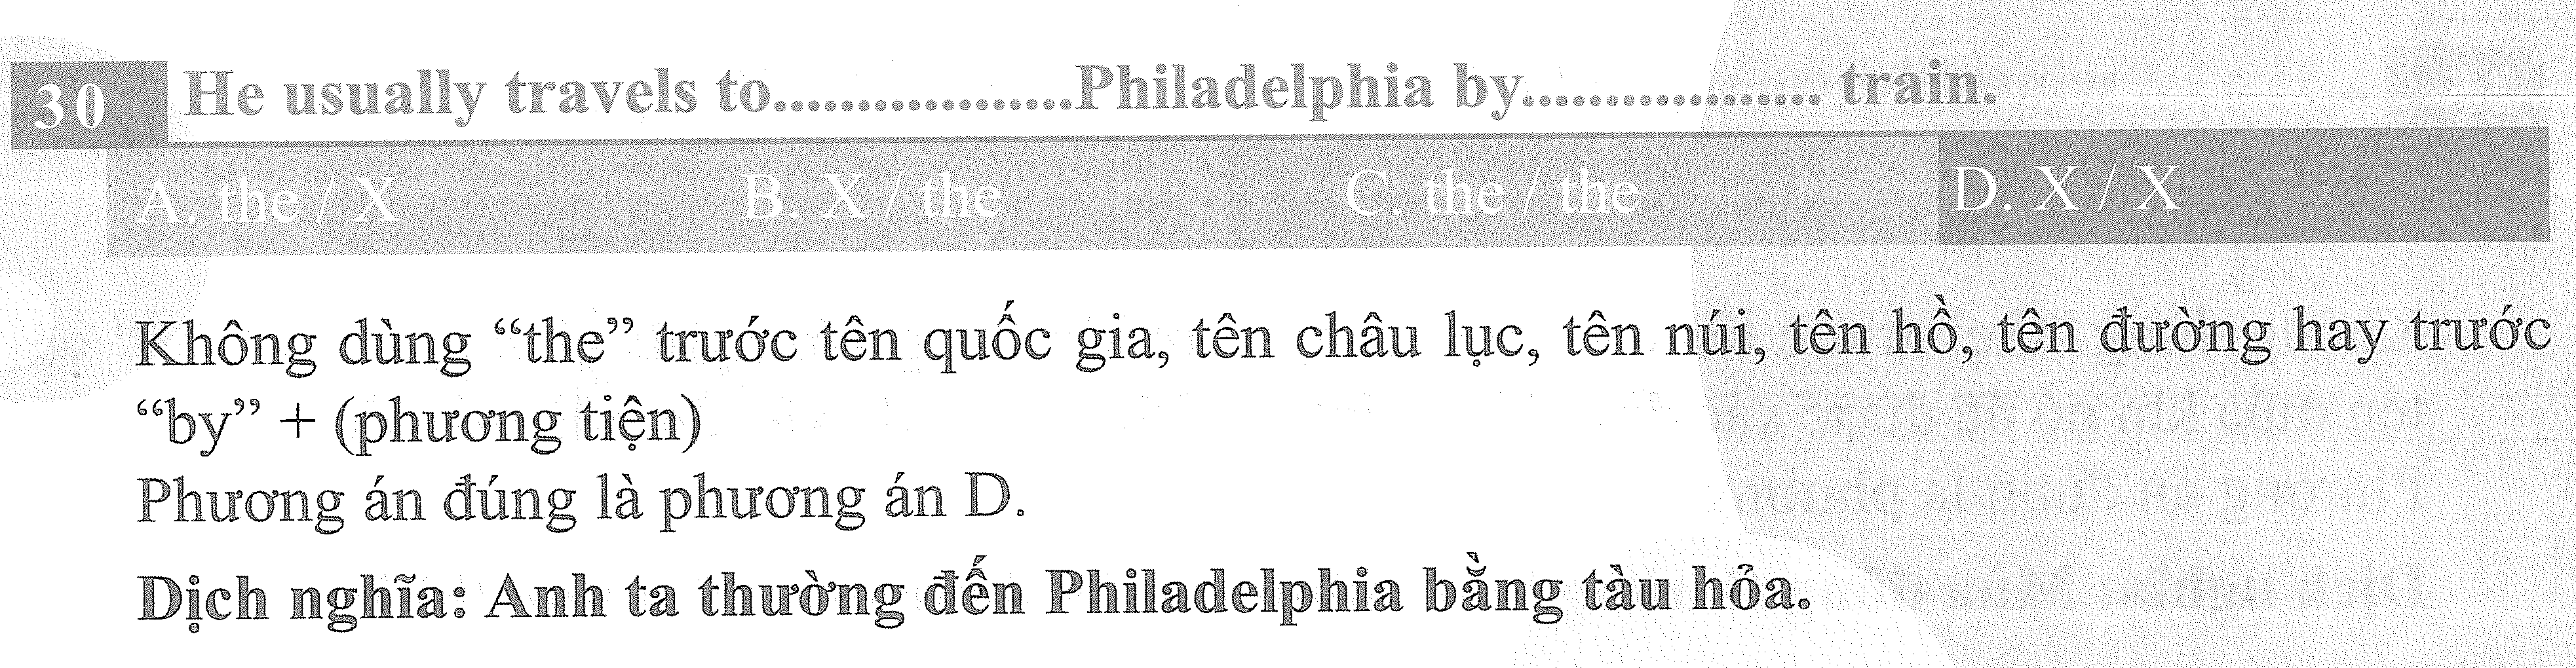 30 He usually travels to..................Philadelphia by.................. train.
A. the / X B. X / the C. the / the D. X / X
Không dùng “the” trước tên quốc gia, tên châu lục, tên núi, tên hồ, tên đường hay trước
“by” + (phương tiện)
Phương án đúng là phương án D.
Dịch nghĩa: Anh ta thường đến Philadelphia bằng tàu hỏa.